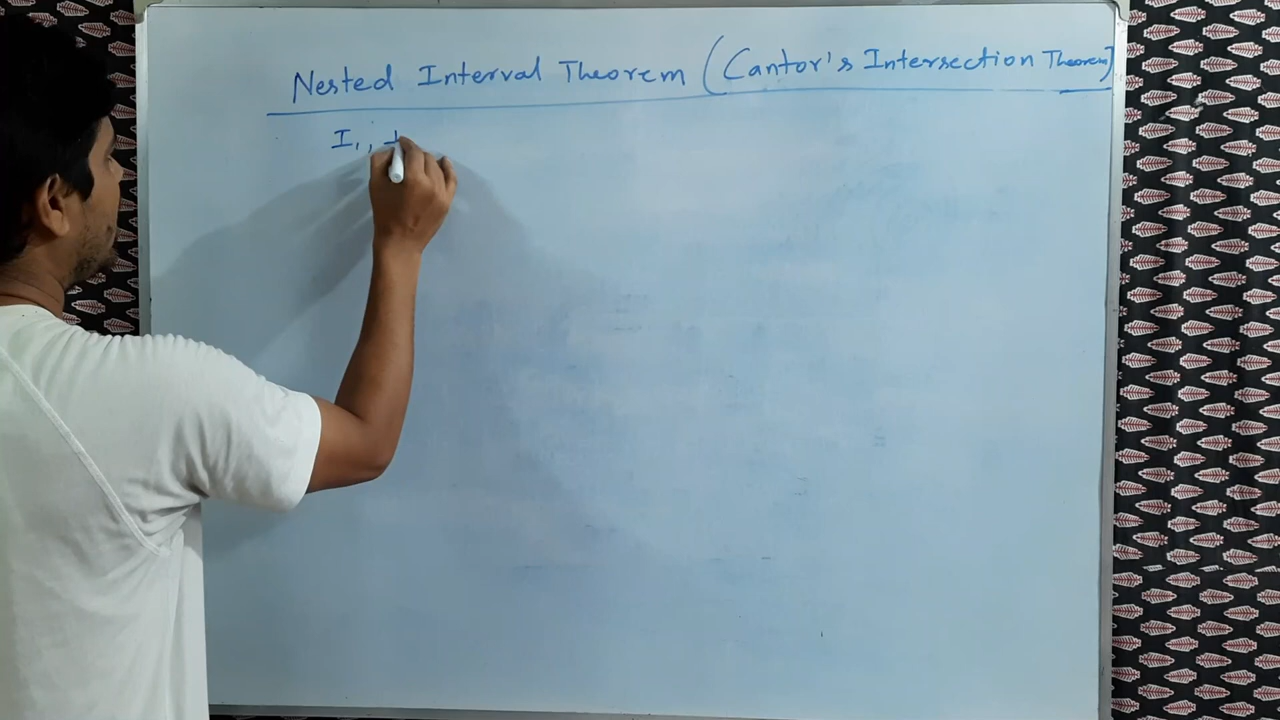 Nested Interval Theorem (Cantor's Intersection Theorem]
I₁,